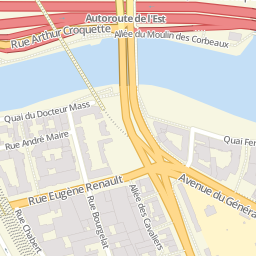 Autoroute de l'Est
Rue Arthur Croquette
Allée du Moulin des Corbeaux
Quai du Docteur Mass
Rue André Maire
Quai Fer
Rue Eugène Renault
Avenue du Généra
Allée des Cavaliers
Rue Bourgelat
Rue Chabert